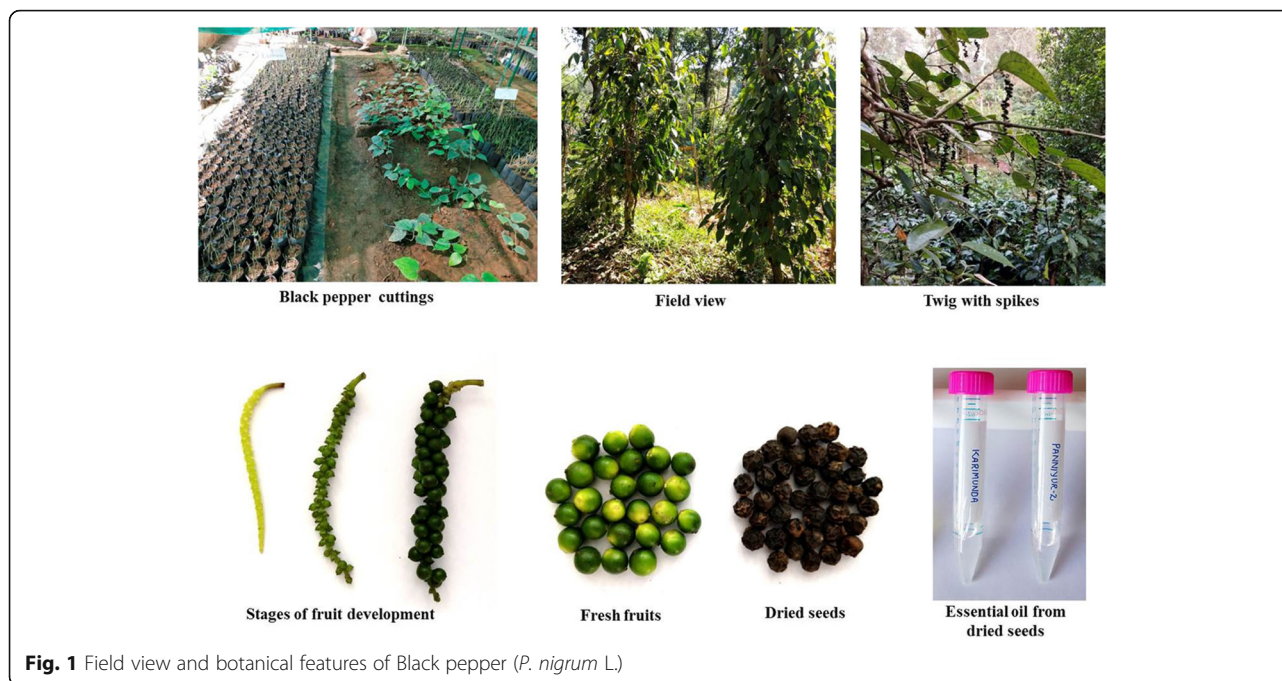 Black pepper cuttings
Field view
Twig with spikes
Stages of fruit development
Fresh fruits
Dried seeds
KARIMUNDA
PANNIYUR-2
Essential oil from
dried seeds
Fig. 1 Field view and botanical features of Black pepper (P. nigrum L.)